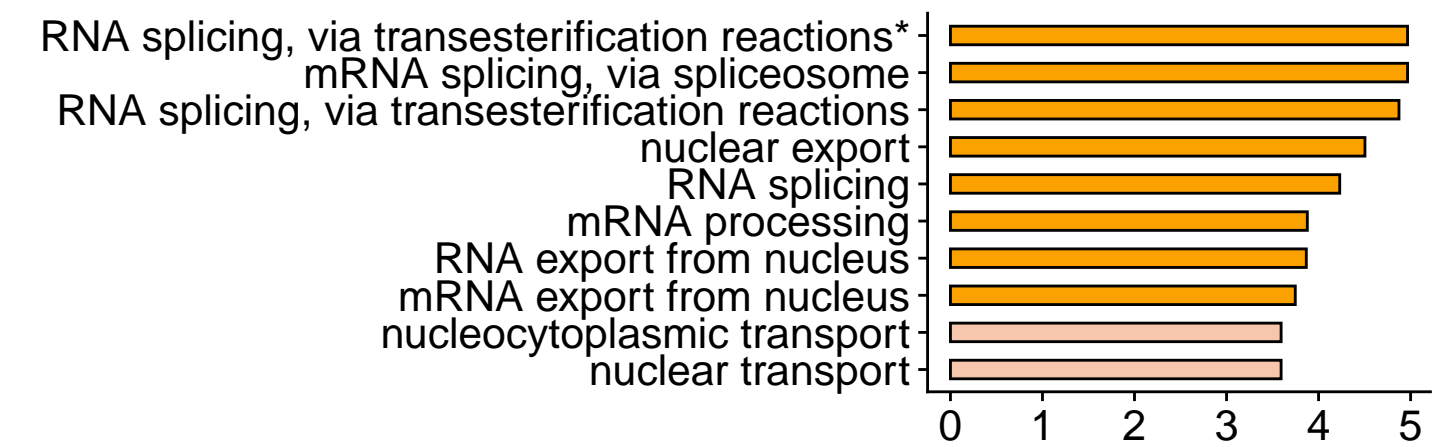 RNA splicing, via transesterification reactions*
mRNA splicing, via spliceosome
RNA splicing, via transesterification reactions
nuclear export
RNA splicing
mRNA processing
RNA export from nucleus
mRNA export from nucleus
nucleocytoplasmic transport
nuclear transport
0 1 2 3 4 5